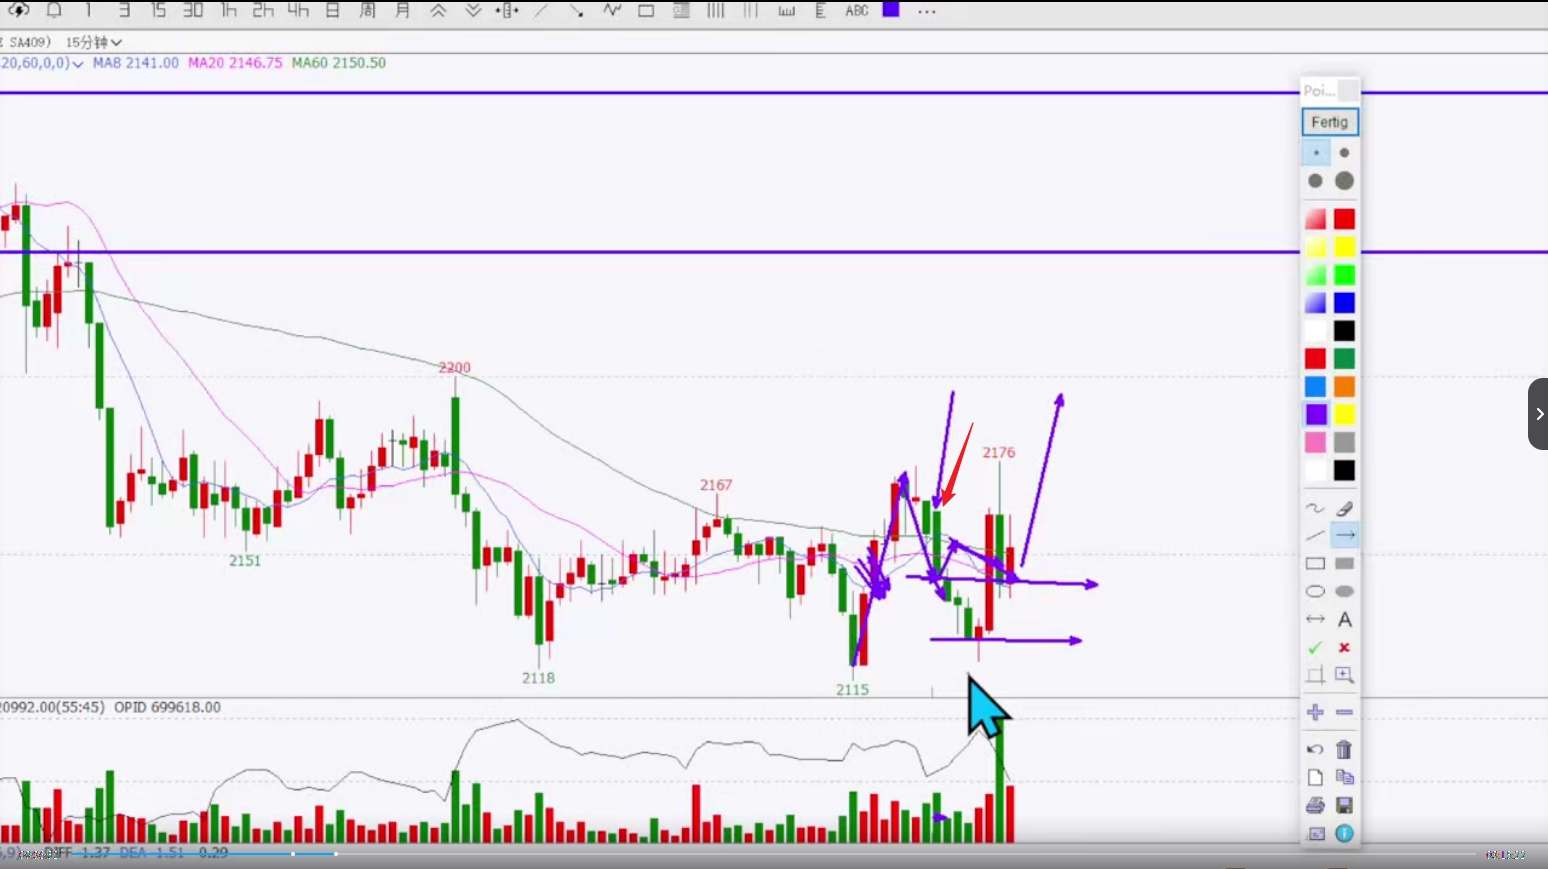 1 3 15 30 1h 2h 4h 日 周 月 ABC ...
SA409) 15分钟
20,60,0,0) MA8 2141.00 MA20 2146.75 MA60 2150.50
Poi...
Fertig
2200
2176
2167
2151
2118
2115
A
20992.00(55:45) OPID 699618.00
,9) DIFF -1.37 DEA -1.51 0.29